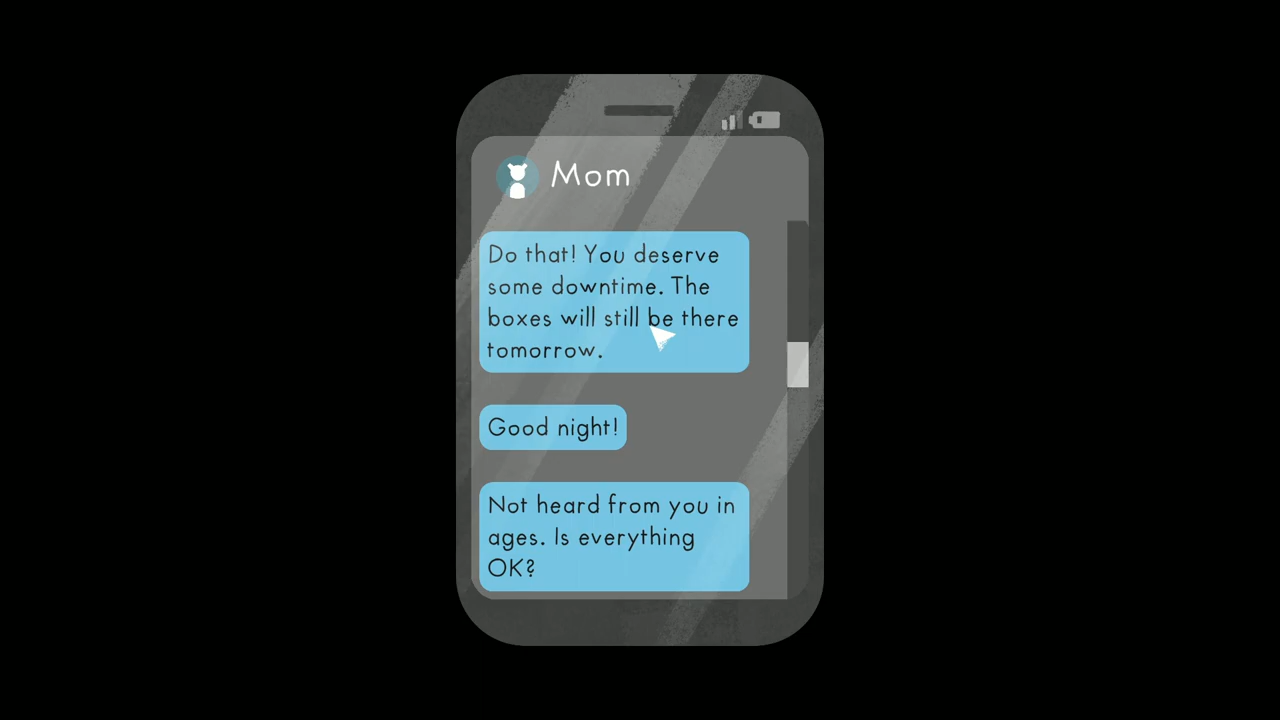 Mom
Do that! You deserve
some downtime. The
boxes will still be there
tomorrow.
Good night!
Not heard from you in
ages. Is everything
OK?